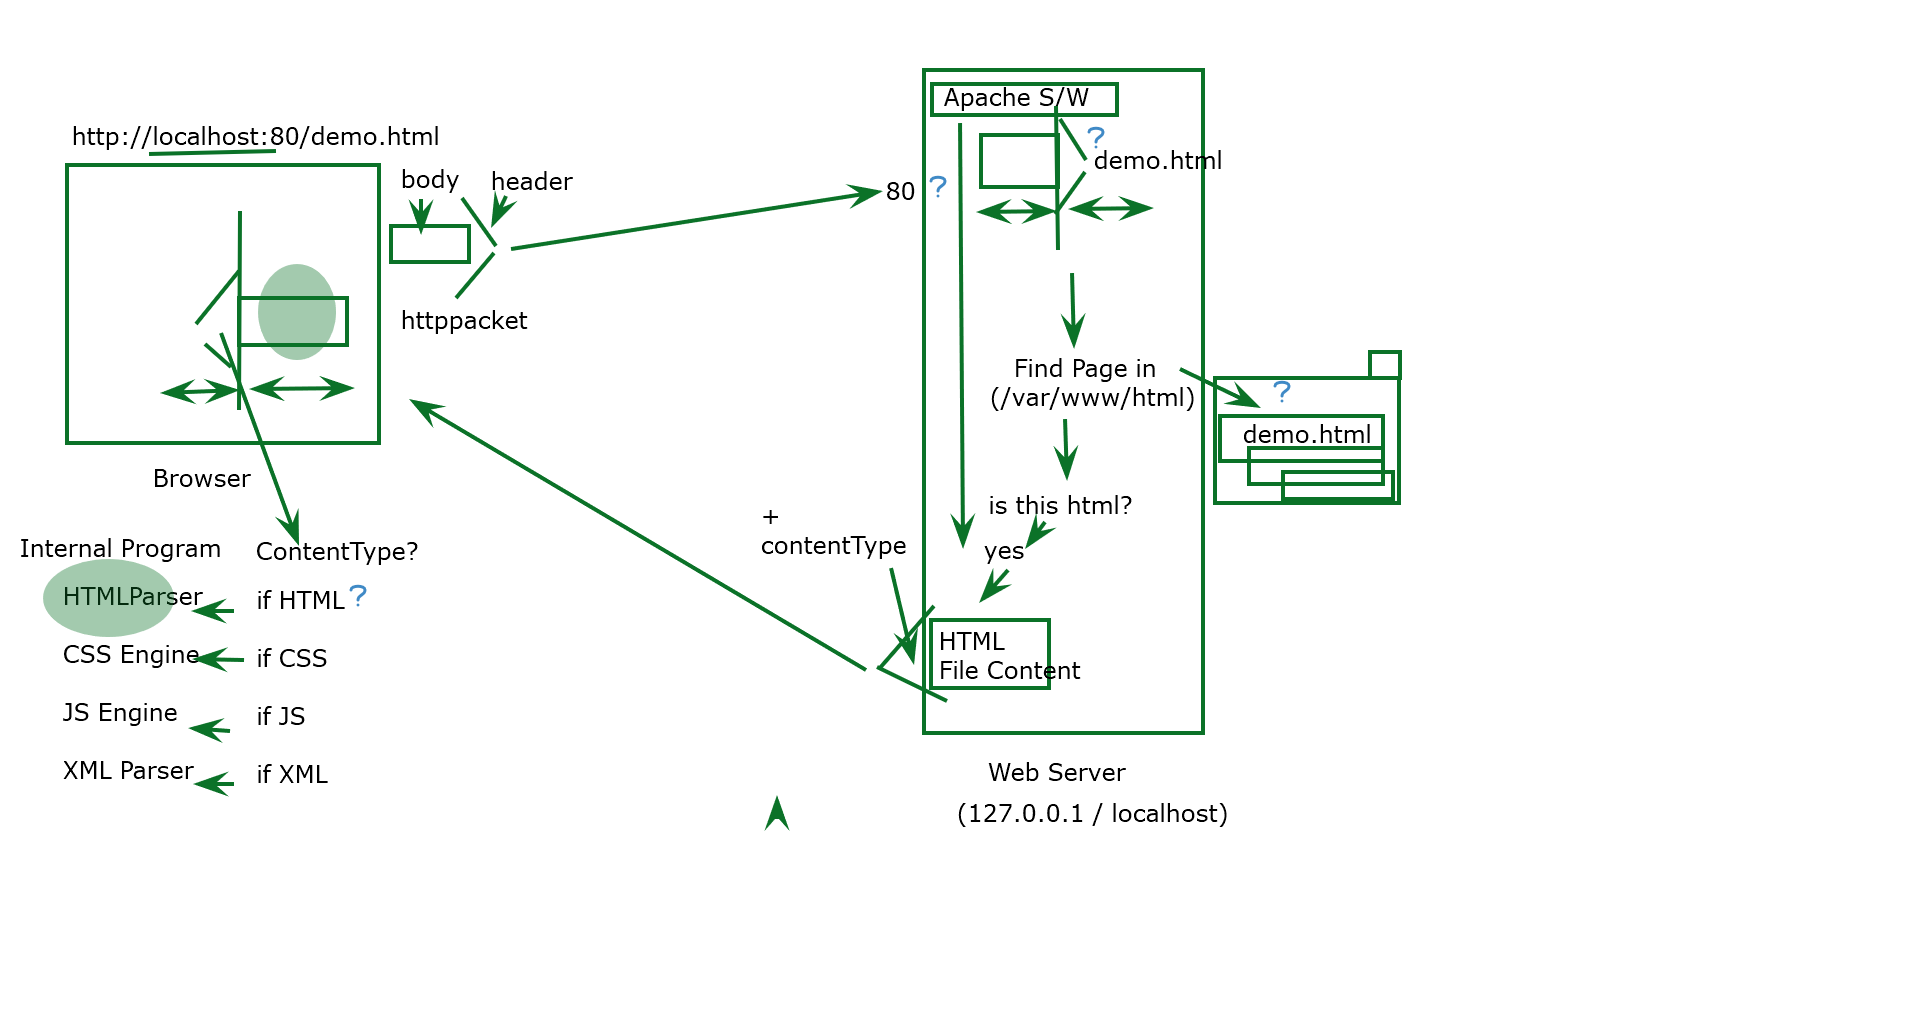 http://localhost:80/demo.html
body
header
httppacket
Browser
Internal Program
ContentType?
HTMLParser
if HTML
?
CSS Engine
if CSS
JS Engine
if JS
XML Parser
if XML
+
contentType
80
?
Apache S/W
?
demo.html
Find Page in
(/var/www/html)
?
demo.html
is this html?
yes
HTML
File Content
Web Server
(127.0.0.1 / localhost)